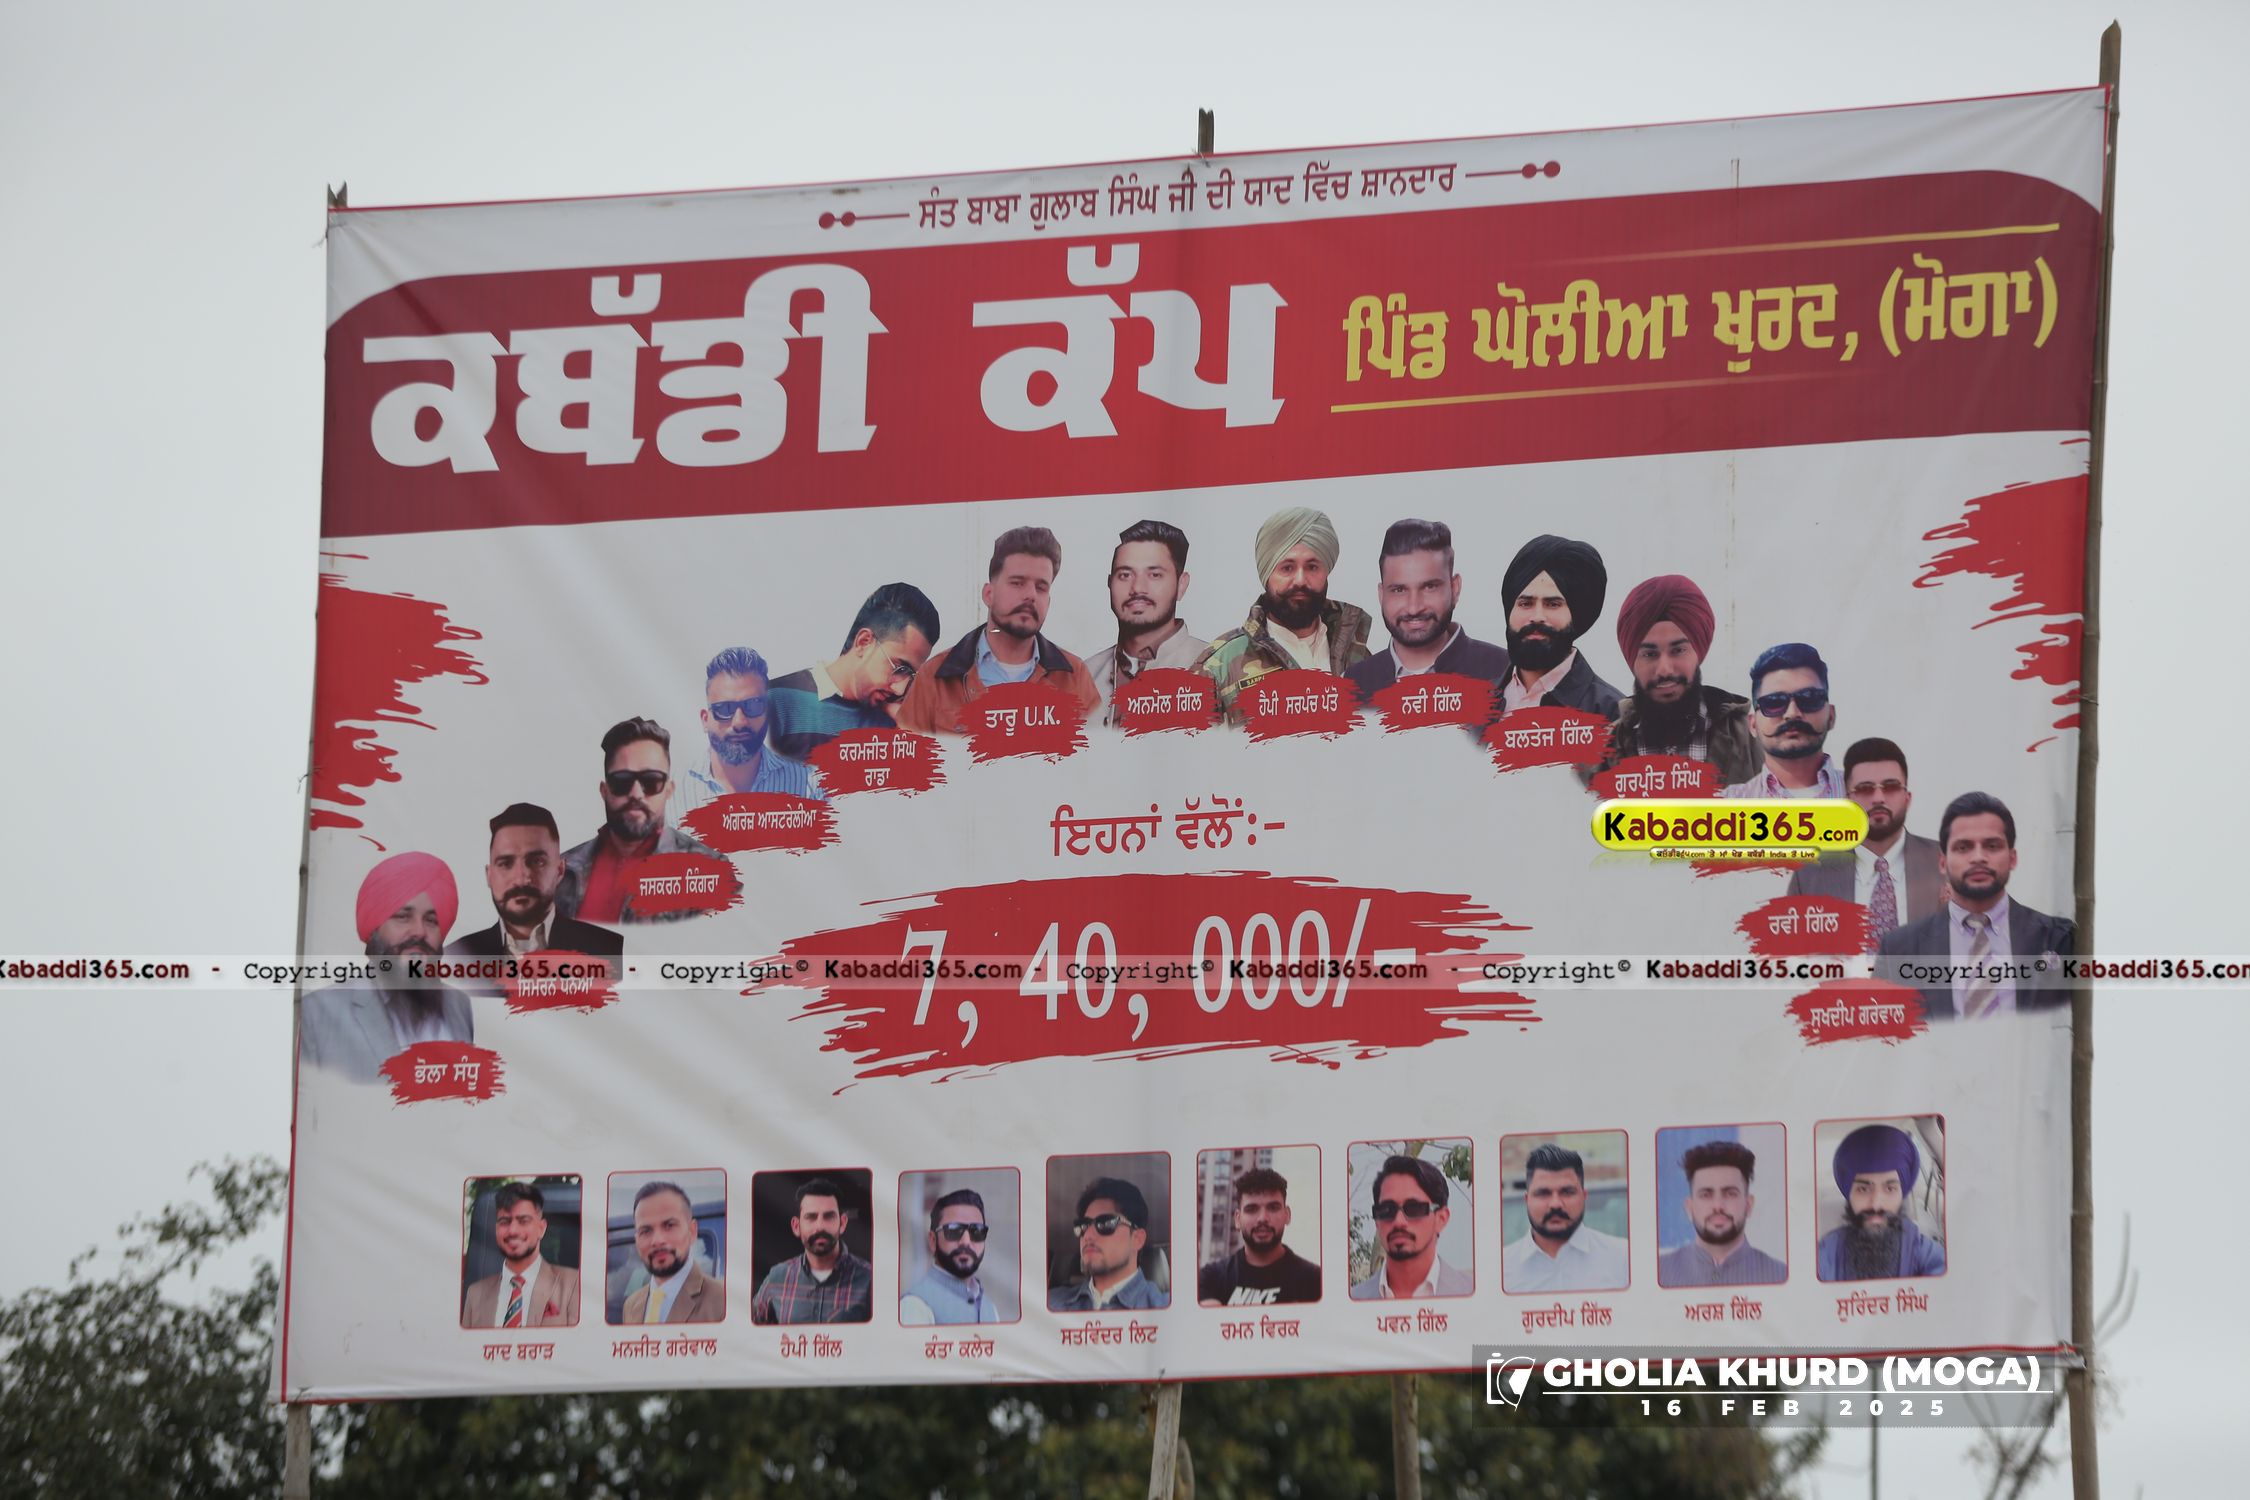 ਸੰਤ ਬਾਬਾ ਗੁਲਾਬ ਸਿੰਘ ਜੀ ਦੀ ਯਾਦ ਵਿੱਚ ਸ਼ਾਨਦਾਰ
ਕਬੱਡੀ ਕੱਪ ਪਿੰਡ ਘੋਲੀਆ ਖੁਰਦ, (ਮੋਗਾ)
ਤਾਰੂ U.K.
ਅਨਮੋਲ ਗਿੱਲ
ਹੈਪੀ ਸਰਪੰਚ ਪੱਤੋ
ਨਵੀ ਗਿੱਲ
ਬਲਤੇਜ ਗਿੱਲ
ਕਰਮਜੀਤ ਸਿੰਘ
ਰਾਡਾ
ਗੁਰਪ੍ਰੀਤ ਸਿੰਘ
ਅੰਗਰੇਜ਼ ਆਸਟਰੇਲੀਆ
ਜਸਕਰਨ ਕਿੰਗਰਾ
ਇਹਨਾਂ ਵੱਲੋਂ:-
Kabaddi365.com
ਰਵੀ ਗਿੱਲ
7, 40, 000/-
Kabaddi365.com - Copyright© Kabaddi365.com - Copyright© Kabaddi365.com - Copyright© Kabaddi365.com - Copyright© Kabaddi365.com - Copyright© Kabaddi365.com
ਸੁਖਦੀਪ ਗਰੇਵਾਲ
ਭੋਲਾ ਸੰਧੂ
NIKE
ਯਾਦ ਬਰਾੜ
ਮਨਜੀਤ ਗਰੇਵਾਲ
ਹੈਪੀ ਗਿੱਲ
ਕੰਤਾ ਕਲੇਰ
ਸਤਵਿੰਦਰ ਲਿਟ
ਰਮਨ ਵਿਰਕ
ਪਵਨ ਗਿੱਲ
ਗੁਰਦੀਪ ਗਿੱਲ
ਅਰਸ਼ ਗਿੱਲ
ਸੁਰਿੰਦਰ ਸਿੰਘ
GHOLIA KHURD (MOGA)
16 FEB 2025